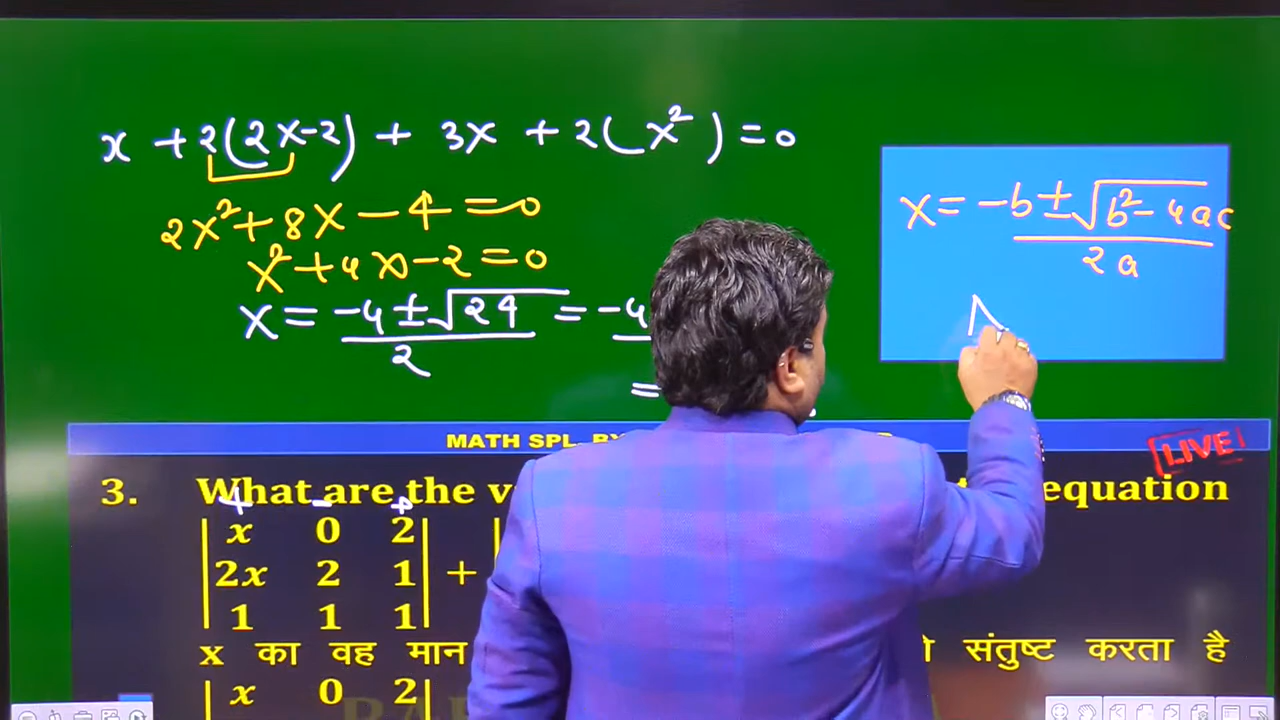 x + 2(2x-2) + 3x + 2(x²) = 0
2x² + 8x - 4 = 0
x² + 4x - 2 = 0
x = -4 ± √24 / 2 = -4
=
x = -b ± √b² - 4ac / 2a
MATH SPL. BY
LIVE
3. What are the equation
+ - +
| x 0 2 |
| 2x 2 1 | + |
| 1 1 1 |
x का वह मान संतुष्ट करता है
| x 0 2 |